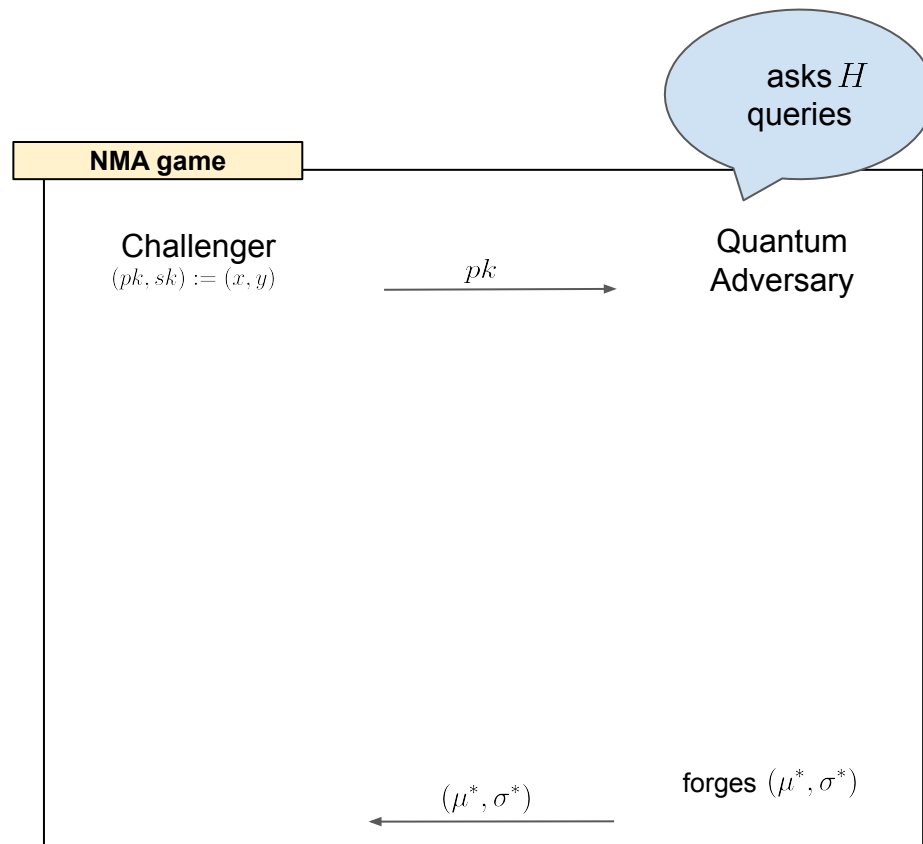 asks H
queries
NMA game
Challenger
(pk, sk) := (x, y)
pk
Quantum
Adversary
forges (μ*, σ*)
(μ*, σ*)